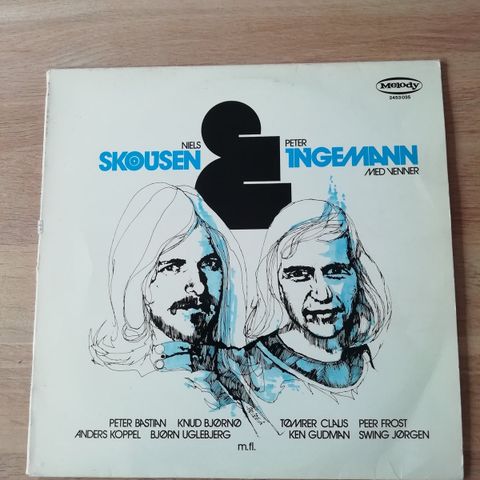 Melody
2459 035
NIELS
SKOUSEN
&
PETER
INGEMANN
MED VENNER
PETER BASTIAN KNUD BJØRNØ TØMRER CLAUS PEER FROST
ANDERS KOPPEL BJØRN UGLEBJERG KEN GUDMAN SWING JØRGEN
m.fl.